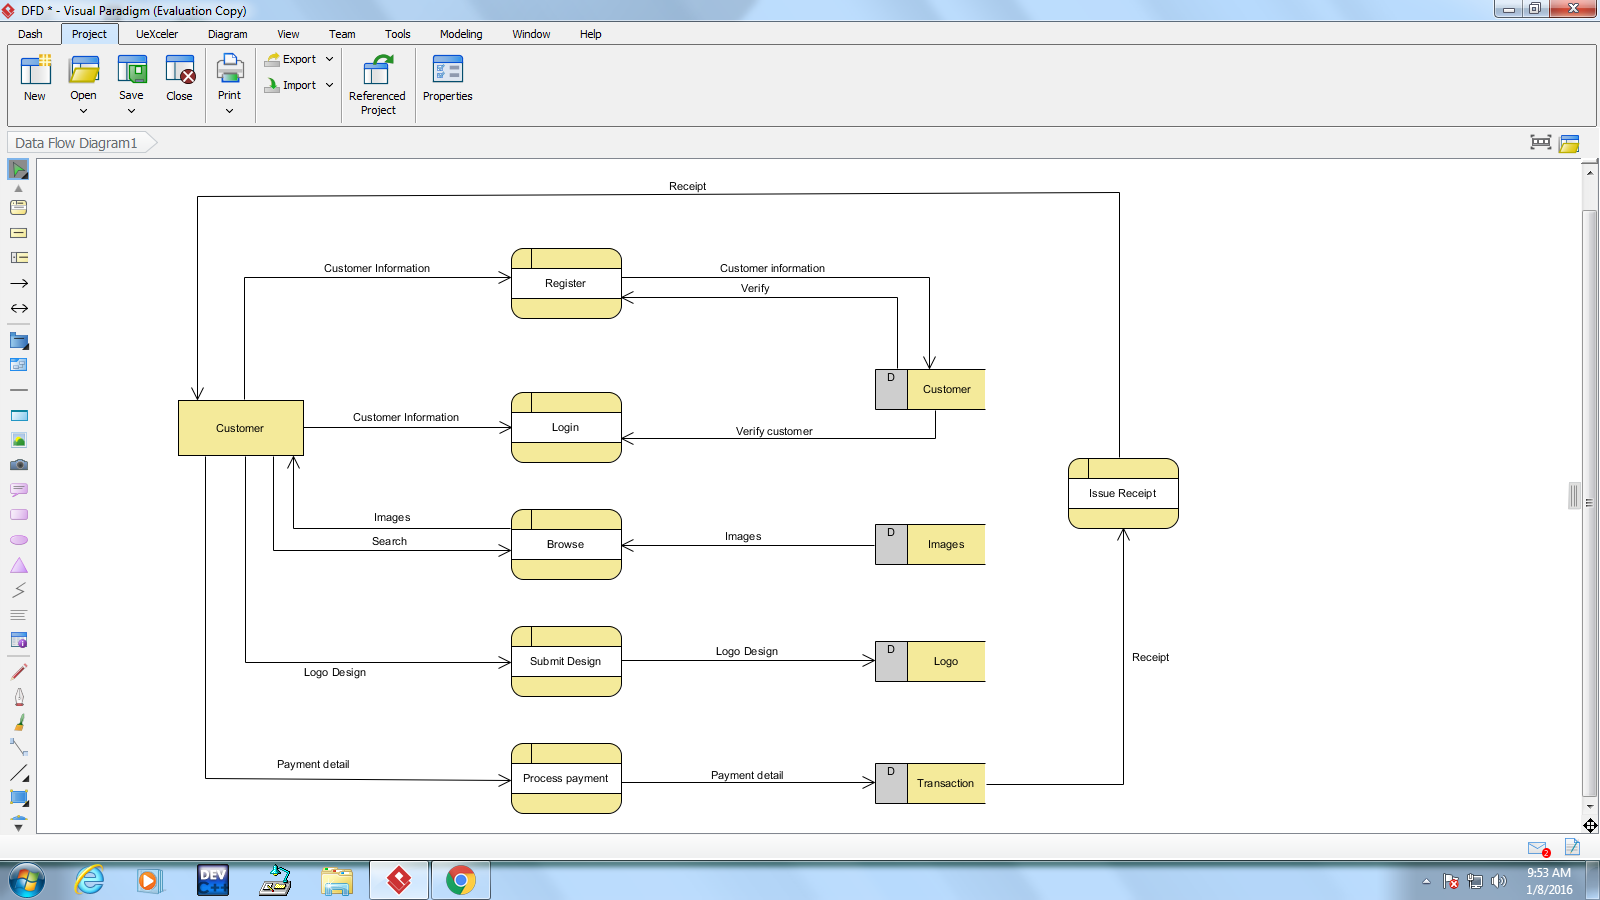 DFD * - Visual Paradigm (Evaluation Copy)
Dash Project UeXceler Diagram View Team Tools Modeling Window Help
New Open Save Close Print Export Import Referenced Project Properties
Data Flow Diagram1
Receipt
Customer Information
Customer information
Register
Verify
D
Customer
Customer Information
Customer
Login
Verify customer
Issue Receipt
Images
Search
Browse
Images
D
Images
Logo Design
Submit Design
Logo Design
D
Logo
Receipt
Payment detail
Process payment
Payment detail
D
Transaction
2
DEV
C++
9:53 AM
1/8/2016